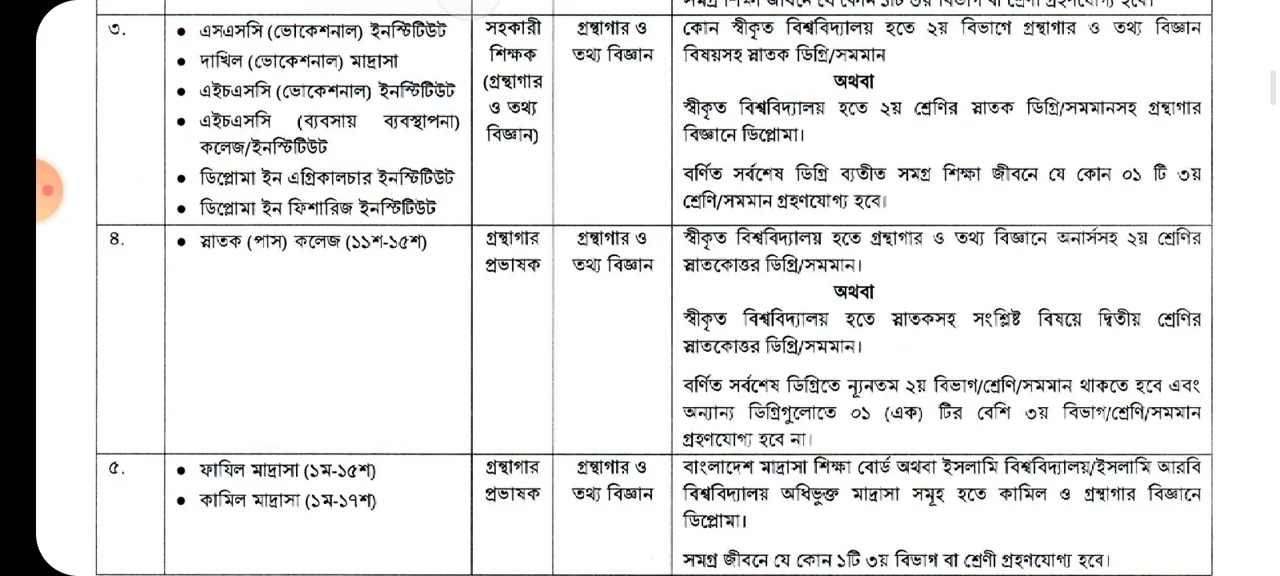 ৩.
● এসএসসি (ভোকেশনাল) ইনস্টিটিউট
● দাখিল (ভোকেশনাল) মাদ্রাসা
● এইচএসসি (ভোকেশনাল) ইনস্টিটিউট
● এইচএসসি (ব্যবসায় ব্যবস্থাপনা)
কলেজ/ইনস্টিটিউট
● ডিপ্লোমা ইন এগ্রিকালচার ইনস্টিটিউট
● ডিপ্লোমা ইন ফিশারিজ ইনস্টিটিউট
সহকারী
শিক্ষক
(গ্রন্থাগার
ও তথ্য
বিজ্ঞান)
গ্রন্থাগার ও
তথ্য বিজ্ঞান
কোন স্বীকৃত বিশ্ববিদ্যালয় হতে ২য় বিভাগে গ্রন্থাগার ও তথ্য বিজ্ঞান
বিষয়সহ স্নাতক ডিগ্রি/সমমান
অথবা
স্বীকৃত বিশ্ববিদ্যালয় হতে ২য় শ্রেণির স্নাতক ডিগ্রি/সমমানসহ গ্রন্থাগার
বিজ্ঞানে ডিপ্লোমা।
বর্ণিত সর্বশেষ ডিগ্রি ব্যতীত সমগ্র শিক্ষা জীবনে যে কোন ০১ টি ৩য়
শ্রেণি/সমমান গ্রহণযোগ্য হবে।
৪.
● স্নাতক (পাস) কলেজ (১১শ-১৫শ)
গ্রন্থাগার
প্রভাষক
গ্রন্থাগার ও
তথ্য বিজ্ঞান
স্বীকৃত বিশ্ববিদ্যালয় হতে গ্রন্থাগার ও তথ্য বিজ্ঞানে অনার্সসহ ২য় শ্রেণির
স্নাতকোত্তর ডিগ্রি/সমমান।
অথবা
স্বীকৃত বিশ্ববিদ্যালয় হতে স্নাতকসহ সংশ্লিষ্ট বিষয়ে দ্বিতীয় শ্রেণির
স্নাতকোত্তর ডিগ্রি/সমমান।
বর্ণিত সর্বশেষ ডিগ্রিতে ন্যূনতম ২য় বিভাগ/শ্রেণি/সমমান থাকতে হবে এবং
অন্যান্য ডিগ্রিগুলোতে ০১ (এক) টির বেশি ৩য় বিভাগ/শ্রেণি/সমমান
গ্রহণযোগ্য হবে না।
৫.
● ফাযিল মাদ্রাসা (১ম-১৫শ)
● কামিল মাদ্রাসা (১ম-১৭শ)
গ্রন্থাগার
প্রভাষক
গ্রন্থাগার ও
তথ্য বিজ্ঞান
বাংলাদেশ মাদ্রাসা শিক্ষা বোর্ড অথবা ইসলামি বিশ্ববিদ্যালয়/ইসলামি আরবি
বিশ্ববিদ্যালয় অধিভুক্ত মাদ্রাসা সমূহ হতে কামিল ও গ্রন্থাগার বিজ্ঞানে
ডিপ্লোমা।
সমগ্র জীবনে যে কোন ১টি ৩য় বিভাগ বা শ্রেণী গ্রহণযোগ্য হবে।